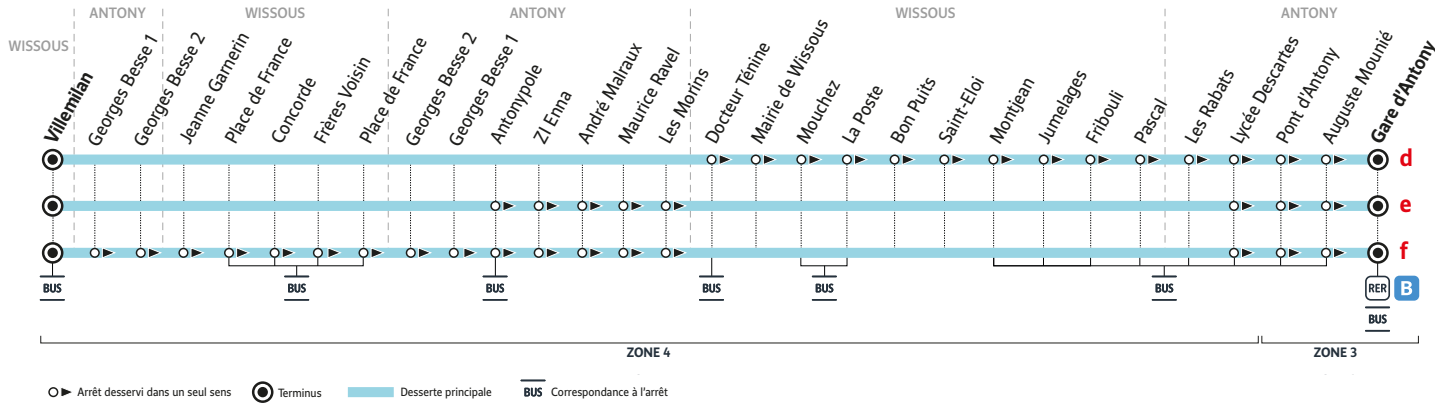 ANTONY
WISSOUS
ANTONY
WISSOUS
ANTONY
WISSOUS
Villemilan
Georges Besse 1
Georges Besse 2
Jeanne Garnerin
Place de France
Concorde
Frères Voisin
Place de France
Georges Besse 2
Georges Besse 1
Antonypole
ZI Enna
André Malraux
Maurice Ravel
Les Morins
Docteur Ténine
Mairie de Wissous
Mouchez
La Poste
Bon Puits
Saint-Eloi
Montjean
Jumelages
Fribouli
Pascal
Les Rabats
Lycée Descartes
Pont d'Antony
Auguste Mounié
Gare d'Antony
d
e
f
BUS
BUS
BUS
BUS
BUS
BUS
RER B
BUS
ZONE 4
ZONE 3
Arrêt desservi dans un seul sens
Terminus
Desserte principale
BUS Correspondance à l'arrêt